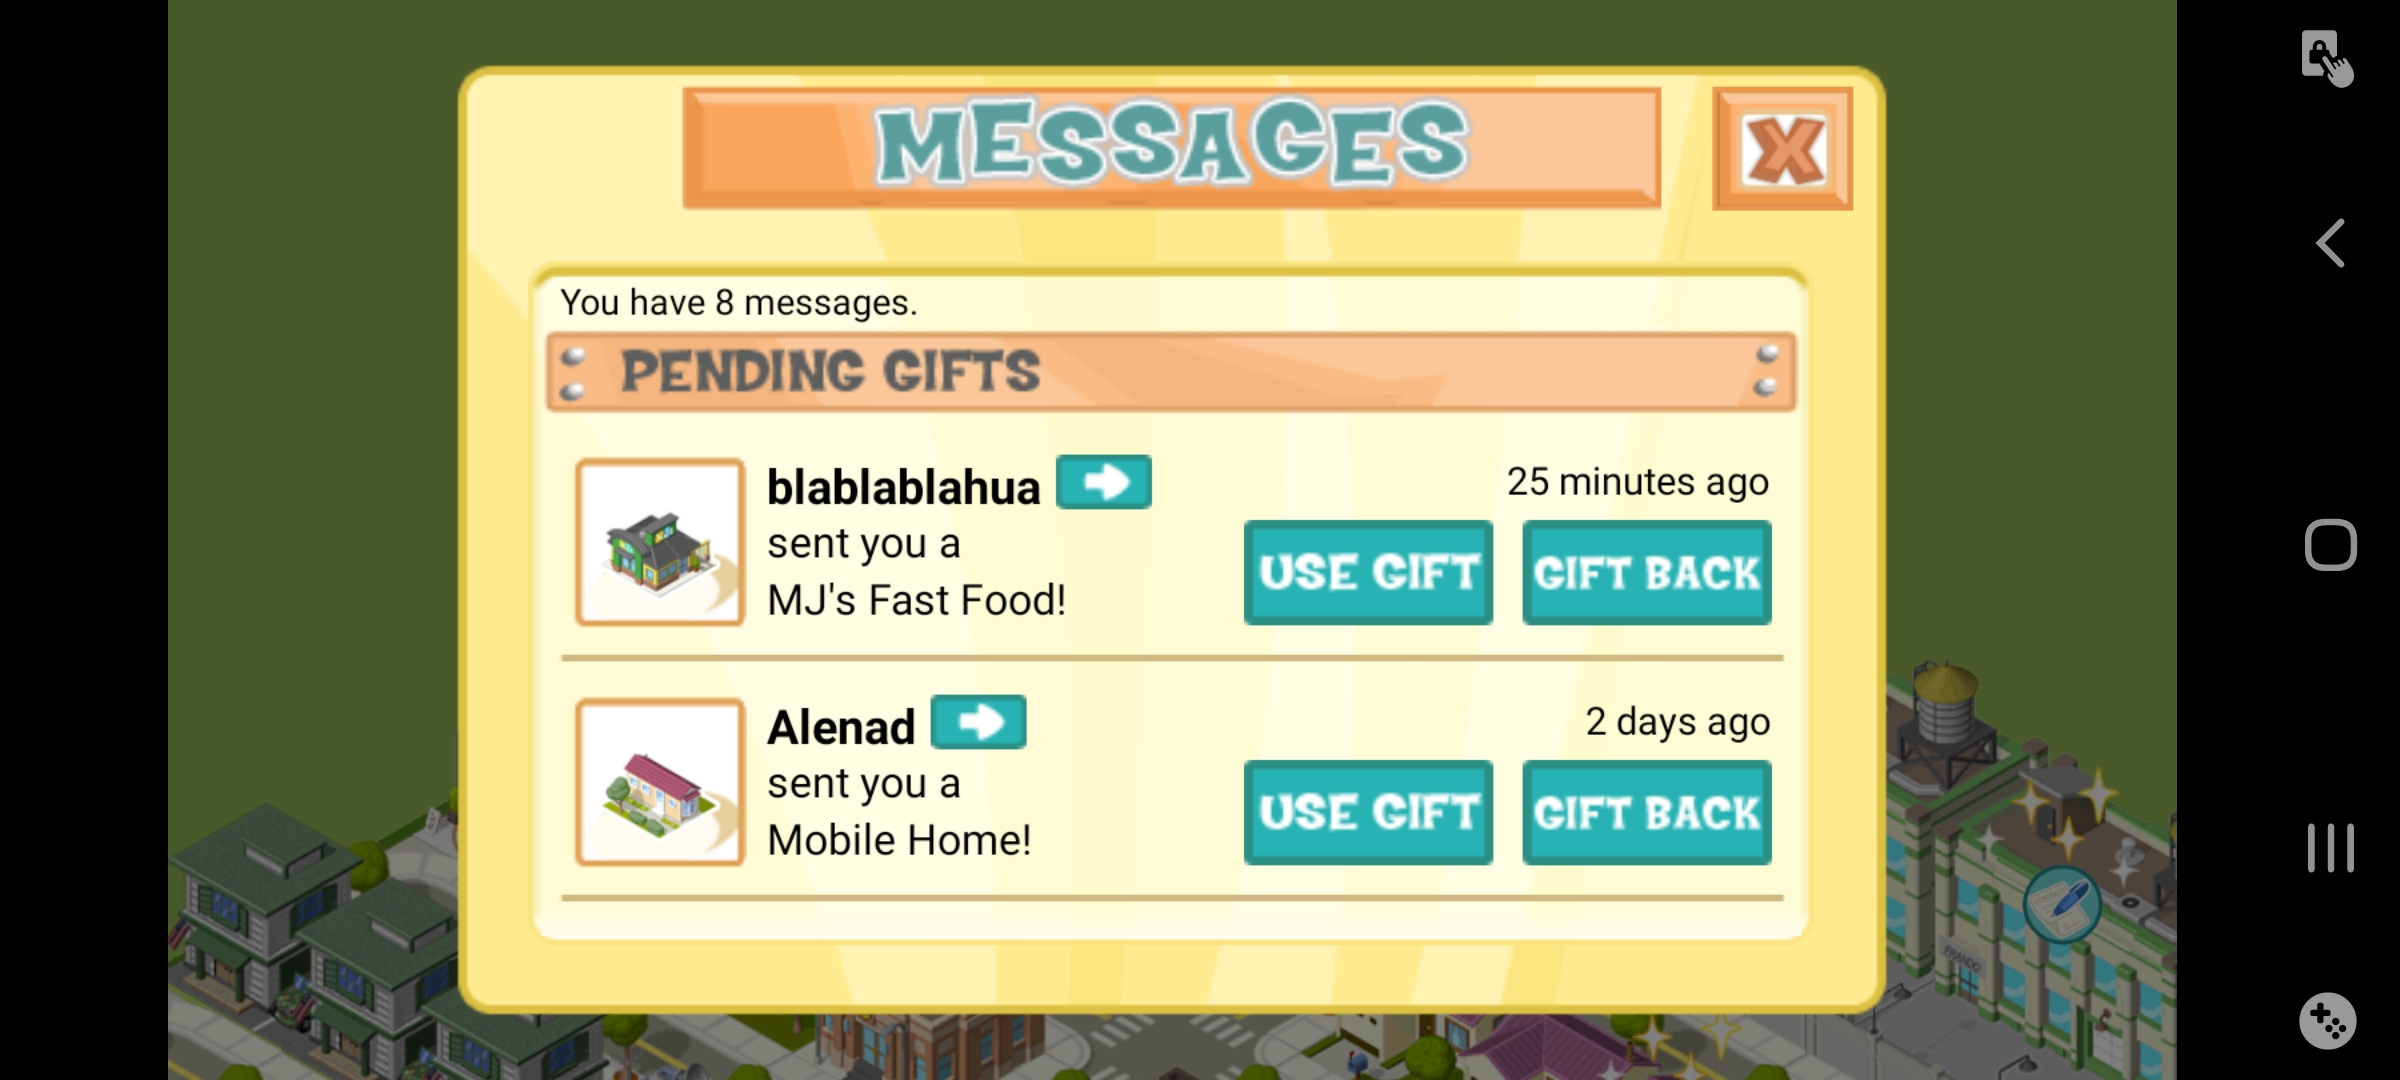 MESSAGES
X
You have 8 messages.
PENDING GIFTS
blablablahua
25 minutes ago
sent you a
MJ's Fast Food!
USE GIFT
GIFT BACK
Alenad
2 days ago
sent you a
Mobile Home!
USE GIFT
GIFT BACK